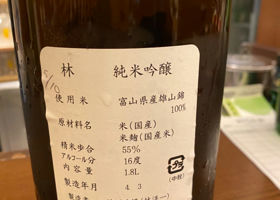 林 純米吟醸
使用米 富山県産雄山錦
100%
原材料名 米(国産)
米麹(国産)
精米歩合 55%
アルコール分 16度
内容量 1.8L
製造年月 4 3